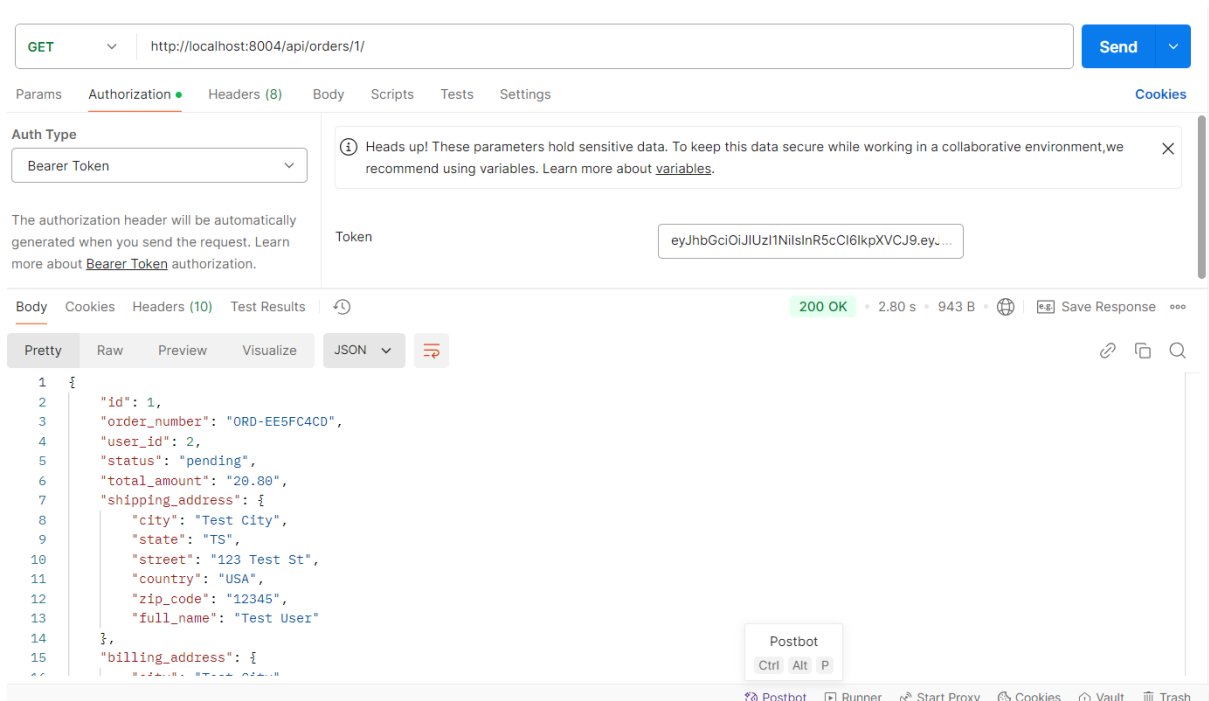 GET http://localhost:8004/api/orders/1/ Send
Params Authorization Headers (8) Body Scripts Tests Settings Cookies
Auth Type
Bearer Token
The authorization header will be automatically
generated when you send the request. Learn
more about Bearer Token authorization.
Heads up! These parameters hold sensitive data. To keep this data secure while working in a collaborative environment,we
recommend using variables. Learn more about variables.
Token
eyJhbGciOiJIUzI1NiIsInR5cCI6IkpXVCJ9.eyJ...
Body Cookies Headers (10) Test Results 200 OK 2.80 s 943 B e.g. Save Response
Pretty Raw Preview Visualize JSON
1 {
2 "id": 1,
3 "order_number": "ORD-EE5FC4CD",
4 "user_id": 2,
5 "status": "pending",
6 "total_amount": "20.80",
7 "shipping_address": {
8 "city": "Test City",
9 "state": "TS",
10 "street": "123 Test St",
11 "country": "USA",
12 "zip_code": "12345",
13 "full_name": "Test User"
14 },
15 "billing_address": {
Postbot
Ctrl Alt P
Postbot Runner Start Proxy Cookies Vault Trash